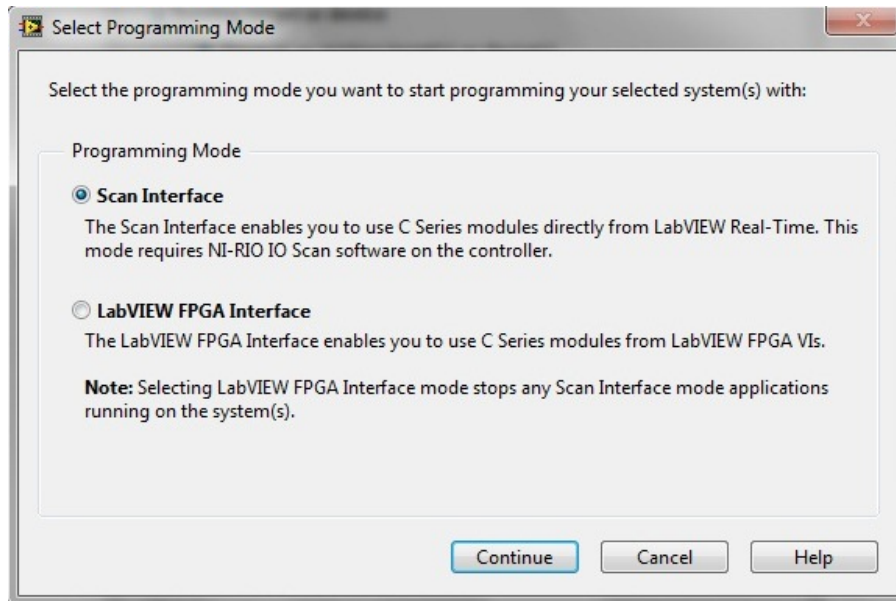 Select Programming Mode
Select the programming mode you want to start programming your selected system(s) with:
Programming Mode
Scan Interface
The Scan Interface enables you to use C Series modules directly from LabVIEW Real-Time. This
mode requires NI-RIO IO Scan software on the controller.
LabVIEW FPGA Interface
The LabVIEW FPGA Interface enables you to use C Series modules from LabVIEW FPGA VIs.
Note: Selecting LabVIEW FPGA Interface mode stops any Scan Interface mode applications
running on the system(s).
Continue Cancel Help